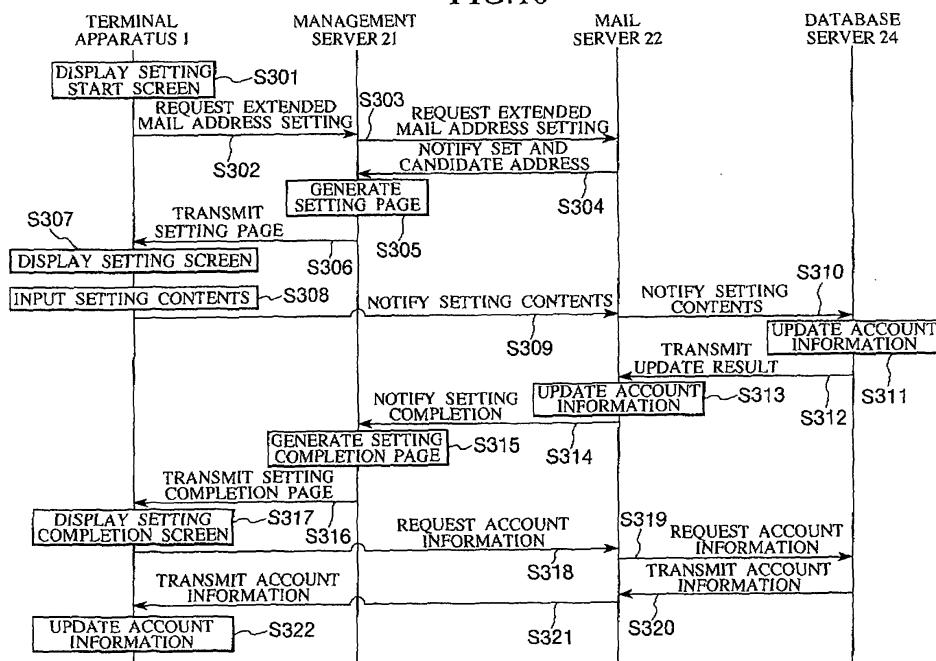 FIG. 10
TERMINAL
APPARATUS 1
MANAGEMENT
SERVER 21
MAIL
SERVER 22
DATABASE
SERVER 24
DISPLAY SETTING
START SCREEN
S301
REQUEST EXTENDED
MAIL ADDRESS SETTING
S302
S303
REQUEST EXTENDED
MAIL ADDRESS SETTING
NOTIFY SET AND
CANDIDATE ADDRESS
S304
GENERATE
SETTING PAGE
S305
TRANSMIT
SETTING PAGE
S306
S307
DISPLAY SETTING SCREEN
INPUT SETTING CONTENTS
S308
NOTIFY SETTING CONTENTS
S309
S310
NOTIFY SETTING
CONTENTS
UPDATE ACCOUNT
INFORMATION
S311
TRANSMIT
UPDATE RESULT
S312
UPDATE ACCOUNT
INFORMATION
S313
NOTIFY SETTING
COMPLETION
S314
GENERATE SETTING
COMPLETION PAGE
S315
TRANSMIT SETTING
COMPLETION PAGE
S316
DISPLAY SETTING
COMPLETION SCREEN
S317
REQUEST ACCOUNT
INFORMATION
S318
S319
REQUEST ACCOUNT
INFORMATION
TRANSMIT ACCOUNT
INFORMATION
S320
TRANSMIT ACCOUNT
INFORMATION
S321
UPDATE ACCOUNT
INFORMATION
S322